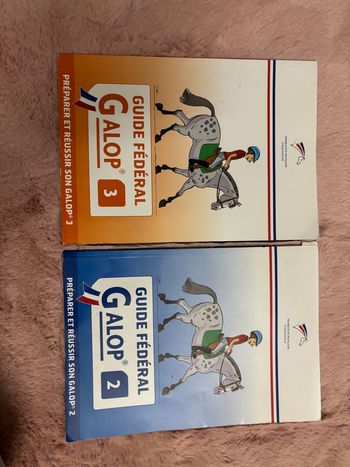 GUIDE FÉDÉRAL
GALOP® 3
PRÉPARER ET RÉUSSIR SON GALOP® 3
GUIDE FÉDÉRAL
GALOP® 2
PRÉPARER ET RÉUSSIR SON GALOP® 2